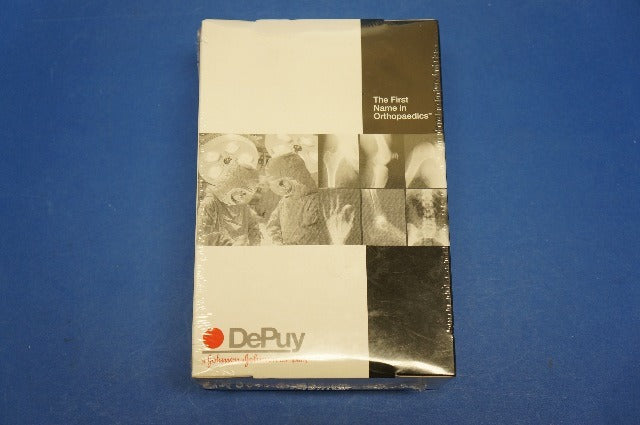 The First
Name in
Orthopaedics™
DePuy
a Johnson&Johnson company